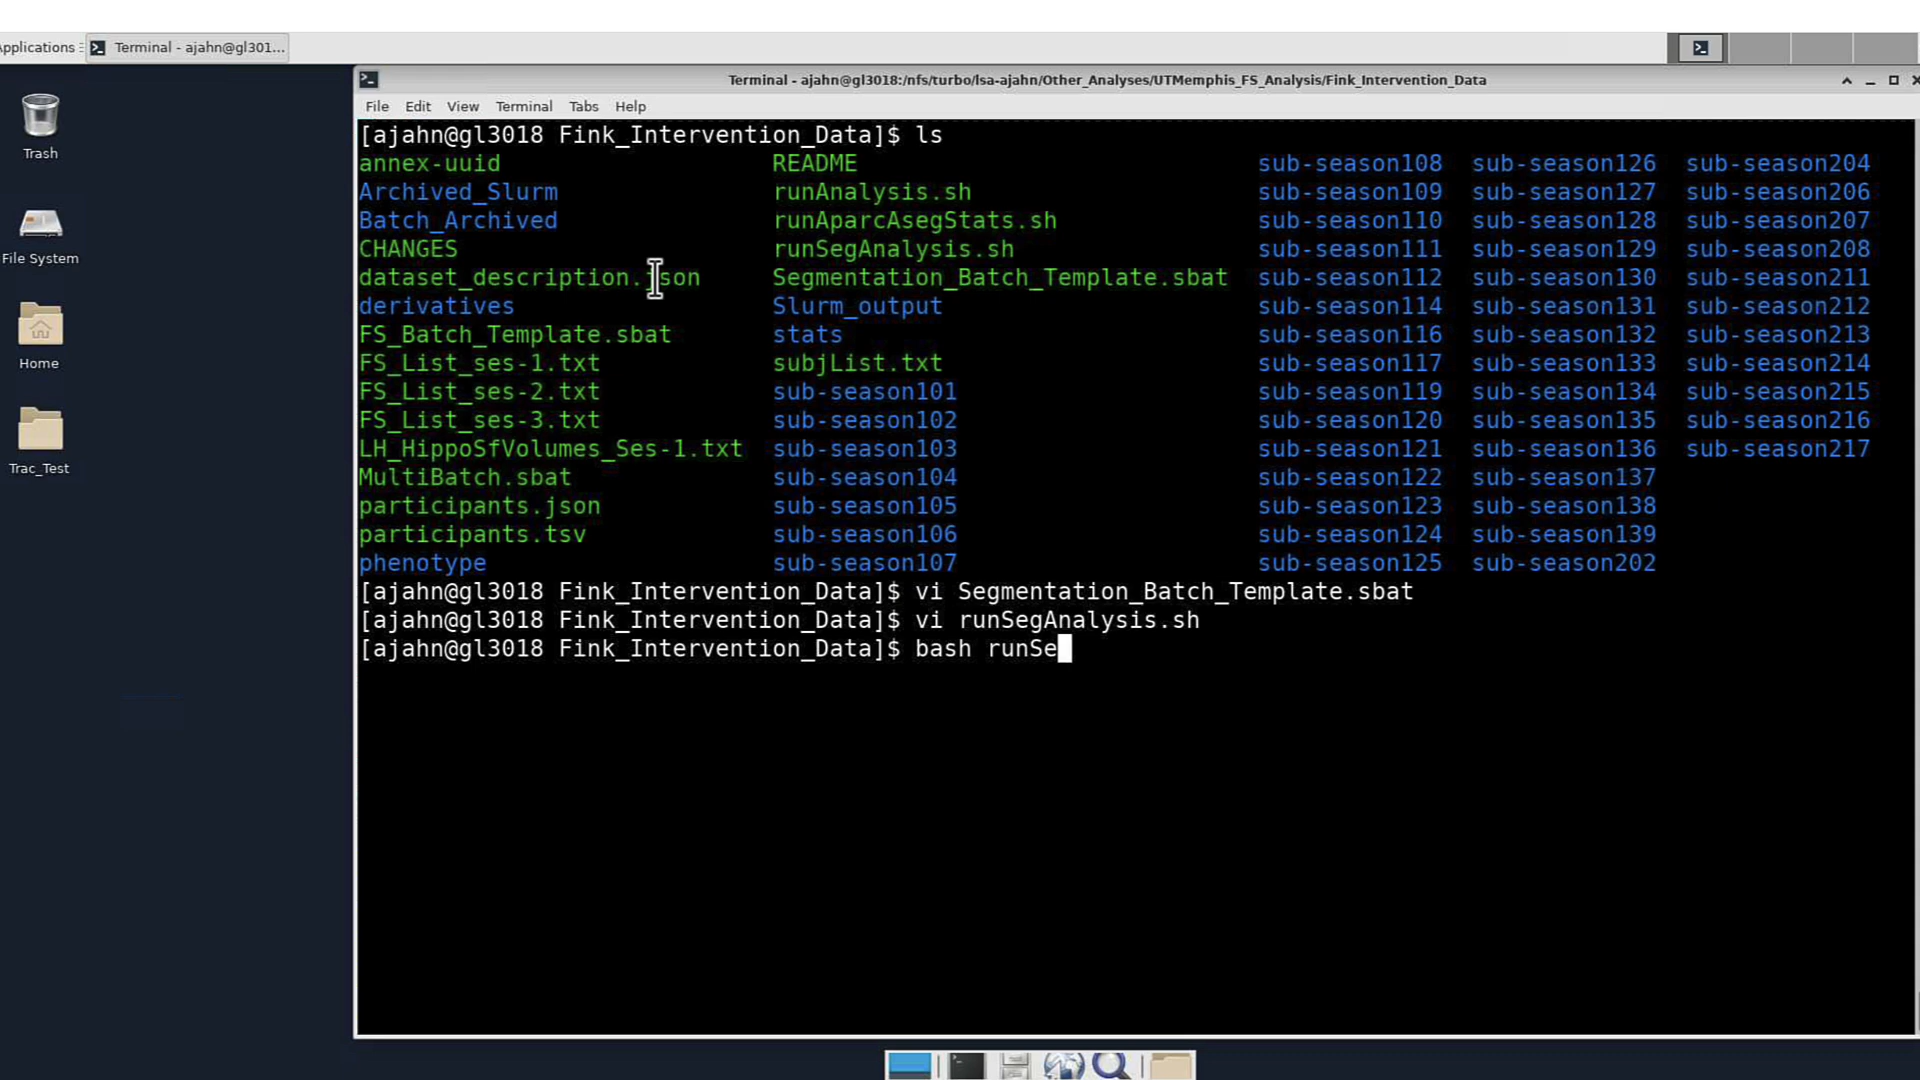 Applications
Terminal - ajahn@gl301...
Terminal - ajahn@gl3018:/nfs/turbo/lsa-ajahn/Other_Analyses/UTMemphis_FS_Analysis/Fink_Intervention_Data
File Edit View Terminal Tabs Help
Trash
File System
Home
Trac_Test
[ajahn@gl3018 Fink_Intervention_Data]$ ls
annex-uuid README sub-season108 sub-season126 sub-season204
Archived_Slurm runAnalysis.sh sub-season109 sub-season127 sub-season206
Batch_Archived runAparcAsegStats.sh sub-season110 sub-season128 sub-season207
CHANGES runSegAnalysis.sh sub-season111 sub-season129 sub-season208
dataset_description.json Segmentation_Batch_Template.sbat sub-season112 sub-season130 sub-season211
derivatives Slurm_output sub-season114 sub-season131 sub-season212
FS_Batch_Template.sbat stats sub-season116 sub-season132 sub-season213
FS_List_ses-1.txt subjList.txt sub-season117 sub-season133 sub-season214
FS_List_ses-2.txt sub-season101 sub-season119 sub-season134 sub-season215
FS_List_ses-3.txt sub-season102 sub-season120 sub-season135 sub-season216
LH_HippoSfVolumes_Ses-1.txt sub-season103 sub-season121 sub-season136 sub-season217
MultiBatch.sbat sub-season104 sub-season122 sub-season137
participants.json sub-season105 sub-season123 sub-season138
participants.tsv sub-season106 sub-season124 sub-season139
phenotype sub-season107 sub-season125 sub-season202
[ajahn@gl3018 Fink_Intervention_Data]$ vi Segmentation_Batch_Template.sbat
[ajahn@gl3018 Fink_Intervention_Data]$ vi runSegAnalysis.sh
[ajahn@gl3018 Fink_Intervention_Data]$ bash runSe